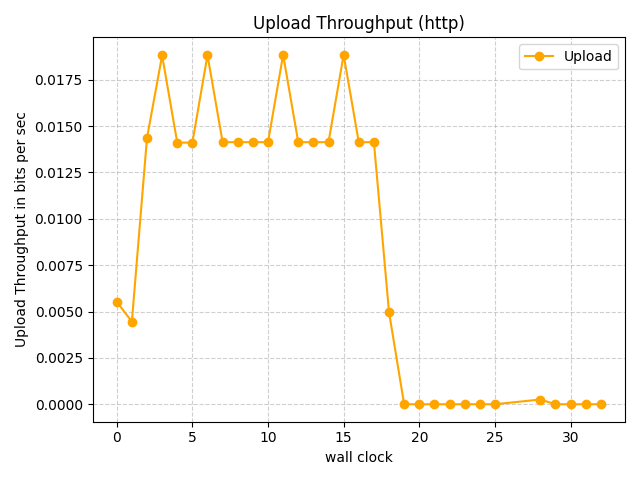 Upload Throughput (http)
Upload
Upload Throughput in bits per sec
0.0175
0.0150
0.0125
0.0100
0.0075
0.0050
0.0025
0.0000
0 5 10 15 20 25 30
wall clock